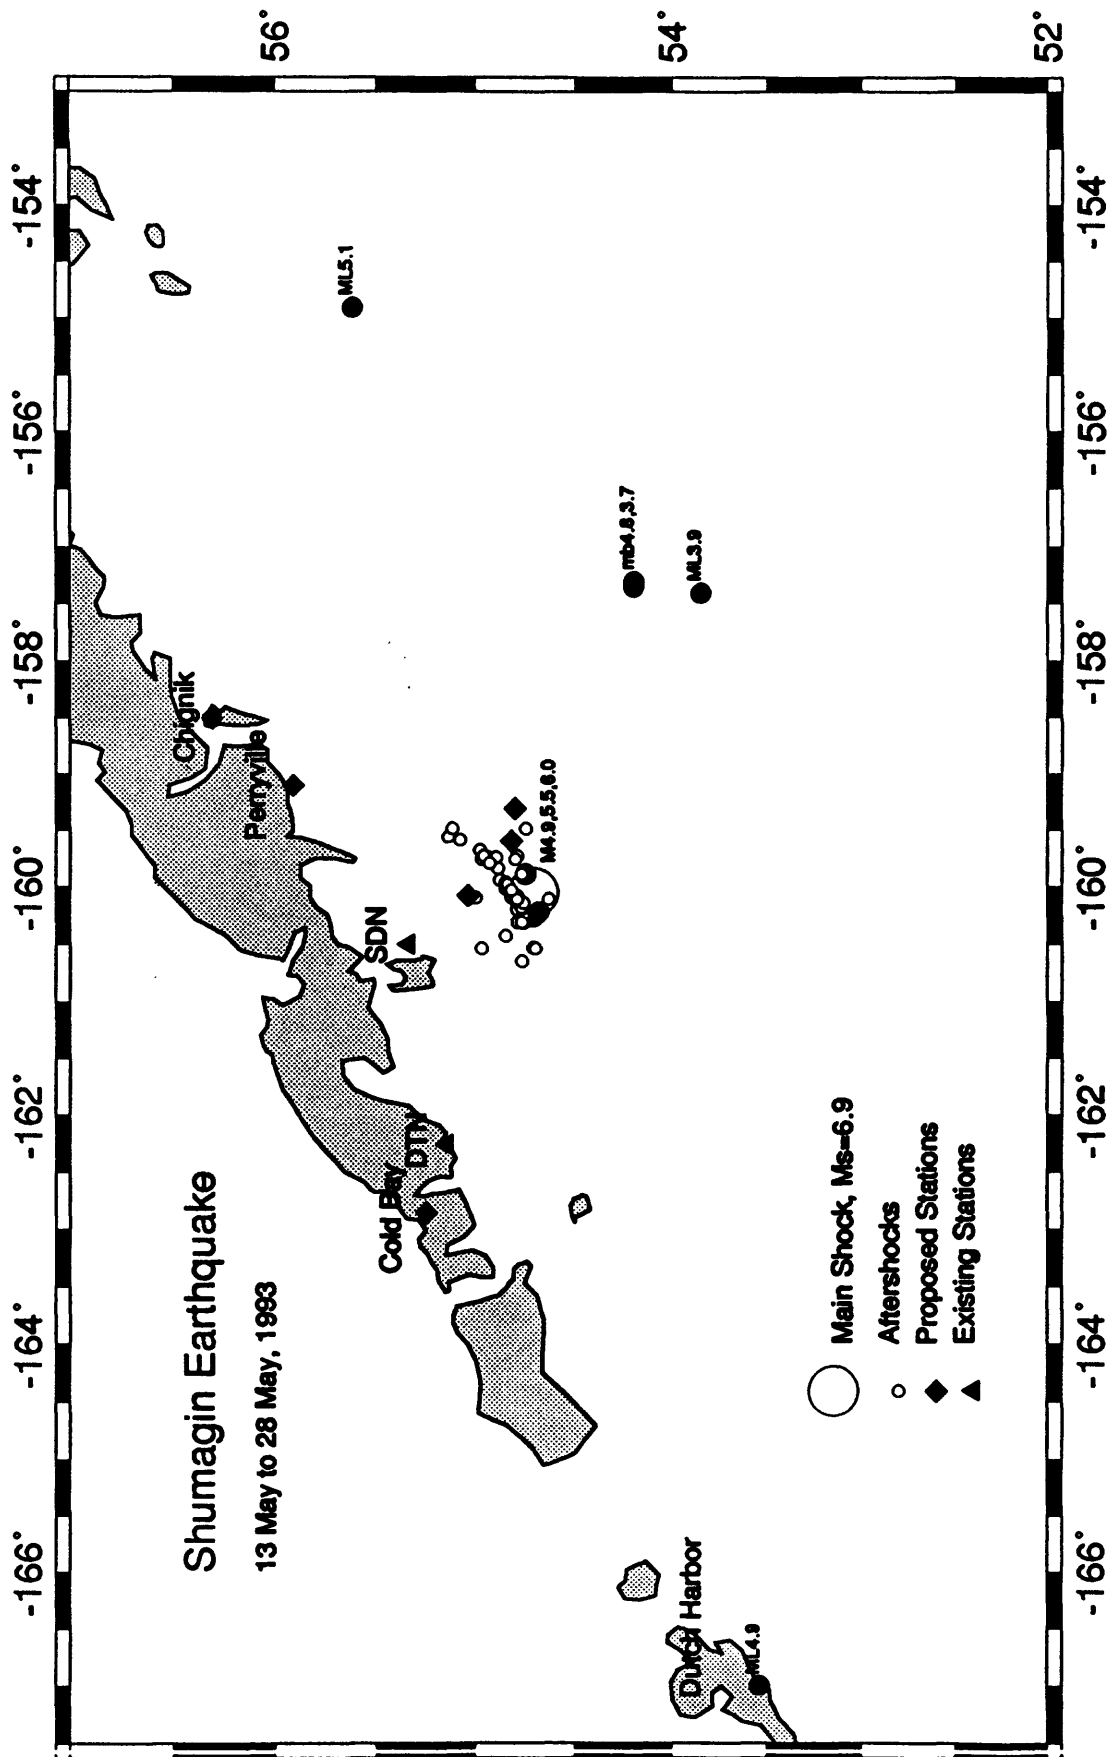 Shumagin Earthquake
13 May to 28 May, 1993
-166°
-164°
-162°
-160°
-158°
-156°
-154°
56°
54°
52°
Chignik
Perryville
SDN
DTN
Cold Bay
Dutch Harbor
ML5.1
mb4.8,3.7
ML3.9
M4.9,5.5,6.0
ML4.9
Main Shock, Ms=6.9
Aftershocks
Proposed Stations
Existing Stations
-166°
-164°
-162°
-160°
-158°
-156°
-154°